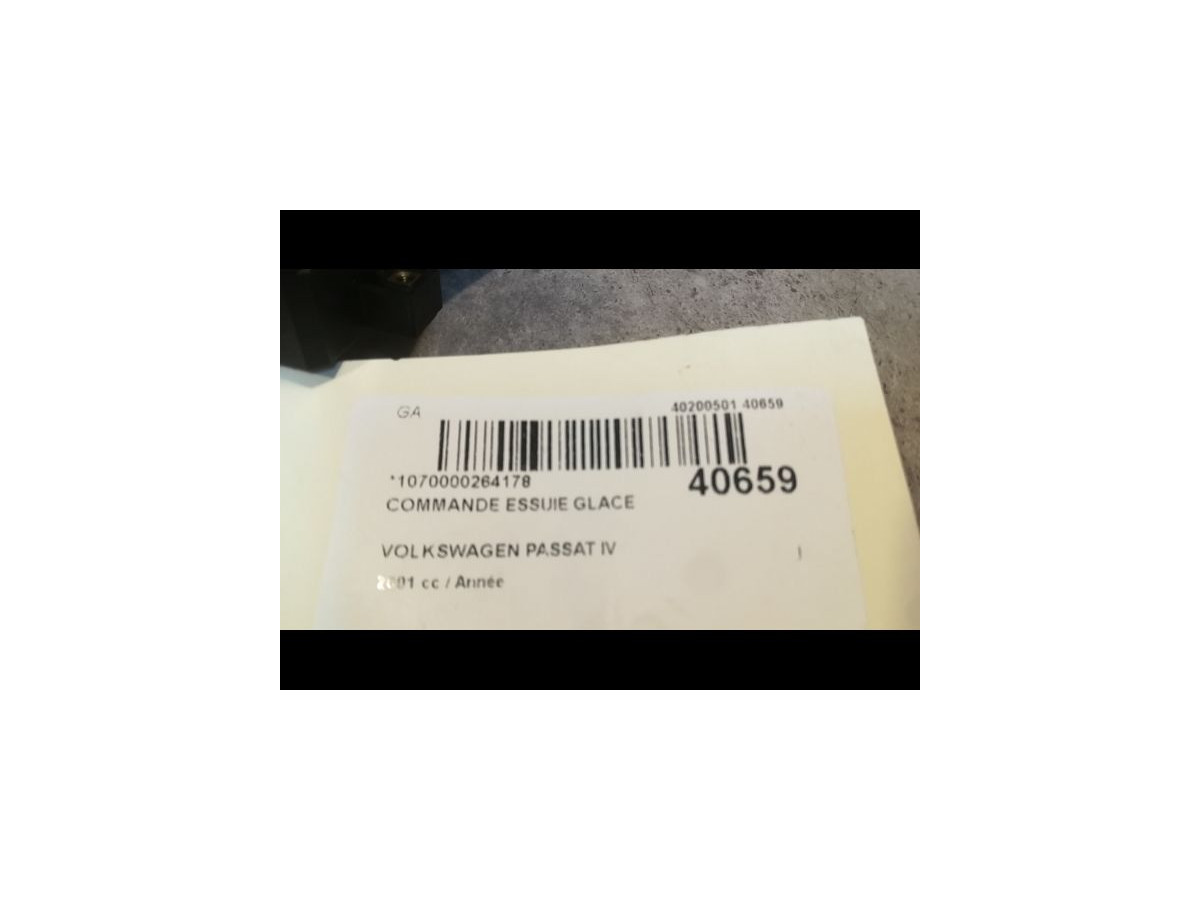 GA
40200501 40659
*1070000264178
40659
COMMANDE ESSUIE GLACE
VOLKSWAGEN PASSAT IV
cc / Année